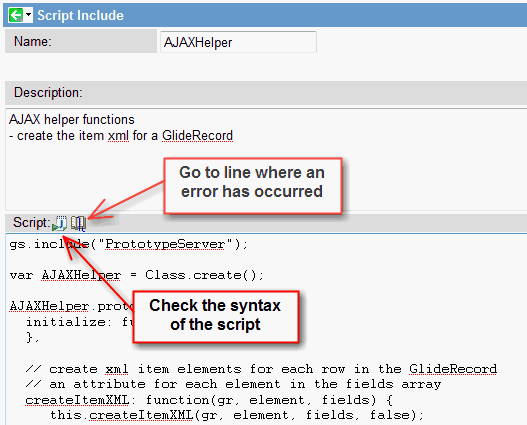 Script Include
Name: AJAXHelper
Description:
AJAX helper functions
- create the item xml for a GlideRecord
Go to line where an
error has occurred
Script:
gs.include("PrototypeServer");
var AJAXHelper = Class.create();
AJAXHelper.prot
initialize: fu
},
Check the syntax
of the script
// create xml item elements for each row in the GlideRecord
// an attribute for each element in the fields array
createItemXML: function(gr, element, fields) {
this.createItemXML(gr, element, fields, false);